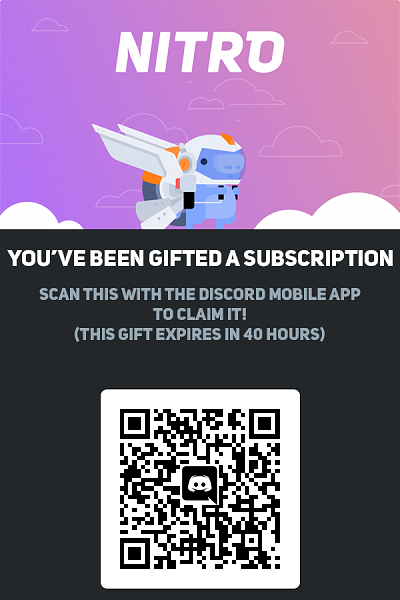 NITRO
YOU'VE BEEN GIFTED A SUBSCRIPTION
SCAN THIS WITH THE DISCORD MOBILE APP
TO CLAIM IT!
(THIS GIFT EXPIRES IN 40 HOURS)